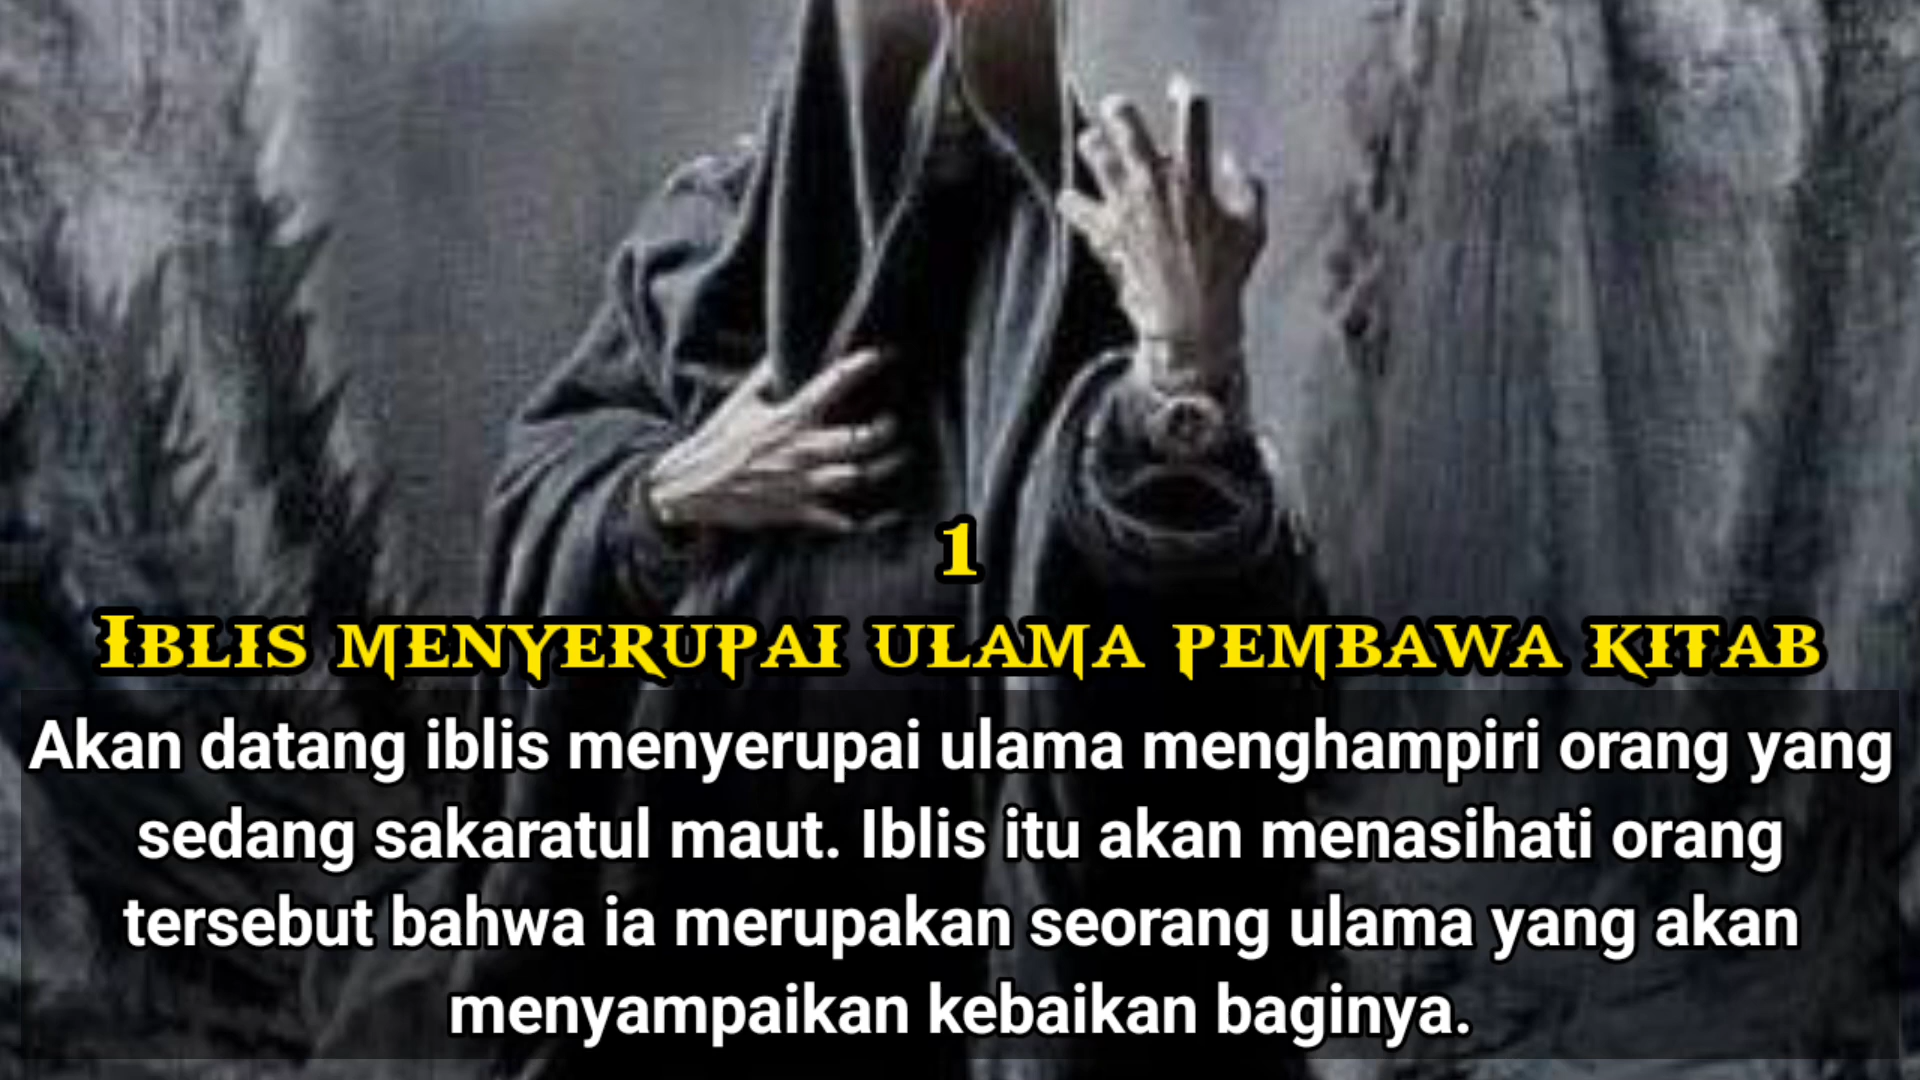 1
Iblis menyerupai ulama pembawa kitab
Akan datang iblis menyerupai ulama menghampiri orang yang
sedang sakaratul maut. Iblis itu akan menasihati orang
tersebut bahwa ia merupakan seorang ulama yang akan
menyampaikan kebaikan baginya.